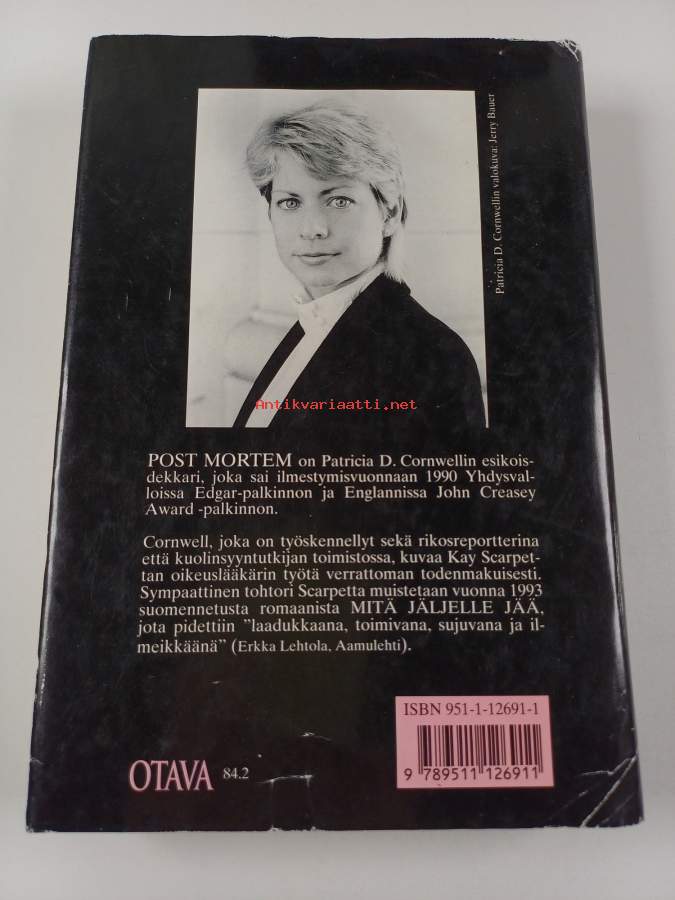 Patricia D. Cornwellin valokuva: Jerry Bauer
Antikvariaatti.net
POST MORTEM on Patricia D. Cornwellin esikois-
dekkari, joka sai ilmestymisvuonnaan 1990 Yhdysval-
loissa Edgar-palkinnon ja Englannissa John Creasey
Award -palkinnon.
Cornwell, joka on työskennellyt sekä rikosreportterina
että kuolinsyyntutkijan toimistossa, kuvaa Kay Scarpet-
tan oikeuslääkärin työtä verrattoman todenmakuisesti.
Sympaattinen tohtori Scarpetta muistetaan vuonna 1993
suomennetusta romaanista MITÄ JÄLJELLE JÄÄ,
jota pidettiin ”laadukkaana, toimivana, sujuvana ja il-
meikkäänä” (Erkka Lehtola, Aamulehti).
ISBN 951-1-12691-1
9 789511 126911
OTAVA 84.2